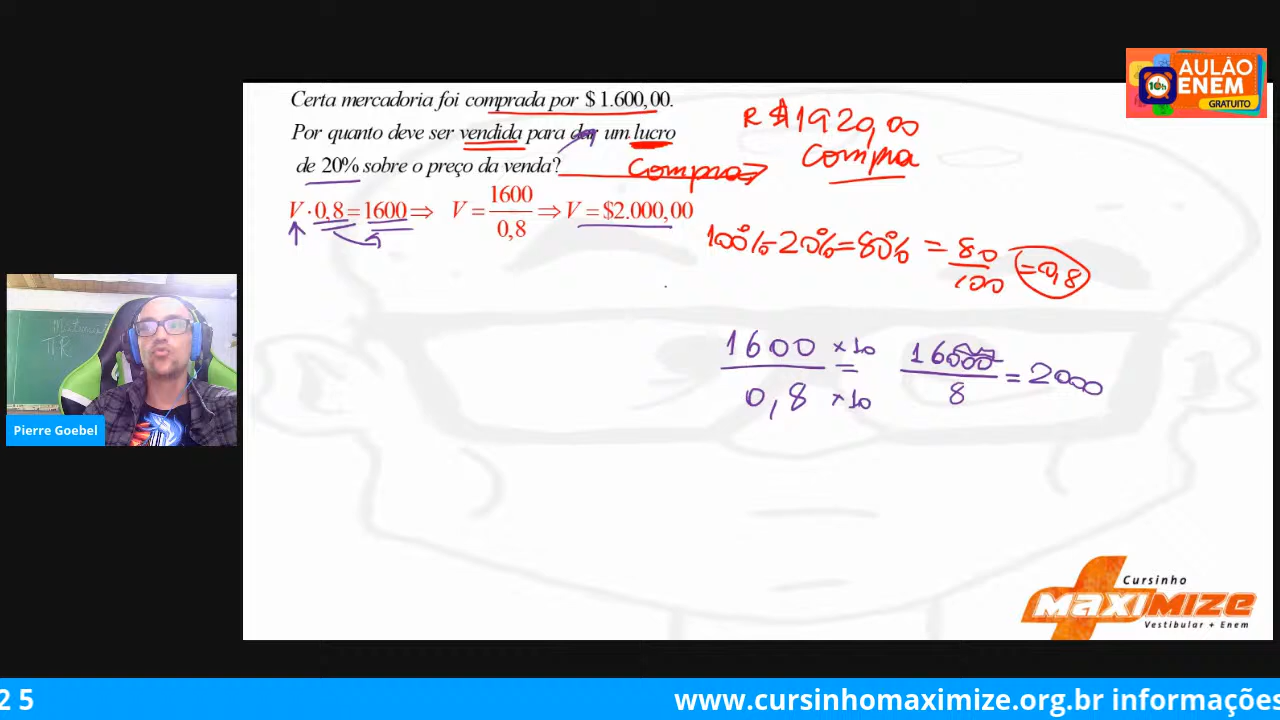 AULÃO
ENEM
GRATUITO
10h
Certa mercadoria foi comprada por $ 1.600,00.
Por quanto deve ser vendida para dar um lucro
de 20% sobre o preço da venda?
Compra
R$1920,00
Compra
V · 0,8 = 1600 ⇒ V = 1600/0,8 ⇒ V = $2.000,00
100%-20%=80% = 80/100 = 0,8
1600 ×10 = 16000 = 2000
0,8 ×10 8
Pierre Goebel
Cursinho
MAXIMIZE
Vestibular + Enem
2 5
www.cursinhomaximize.org.br informações